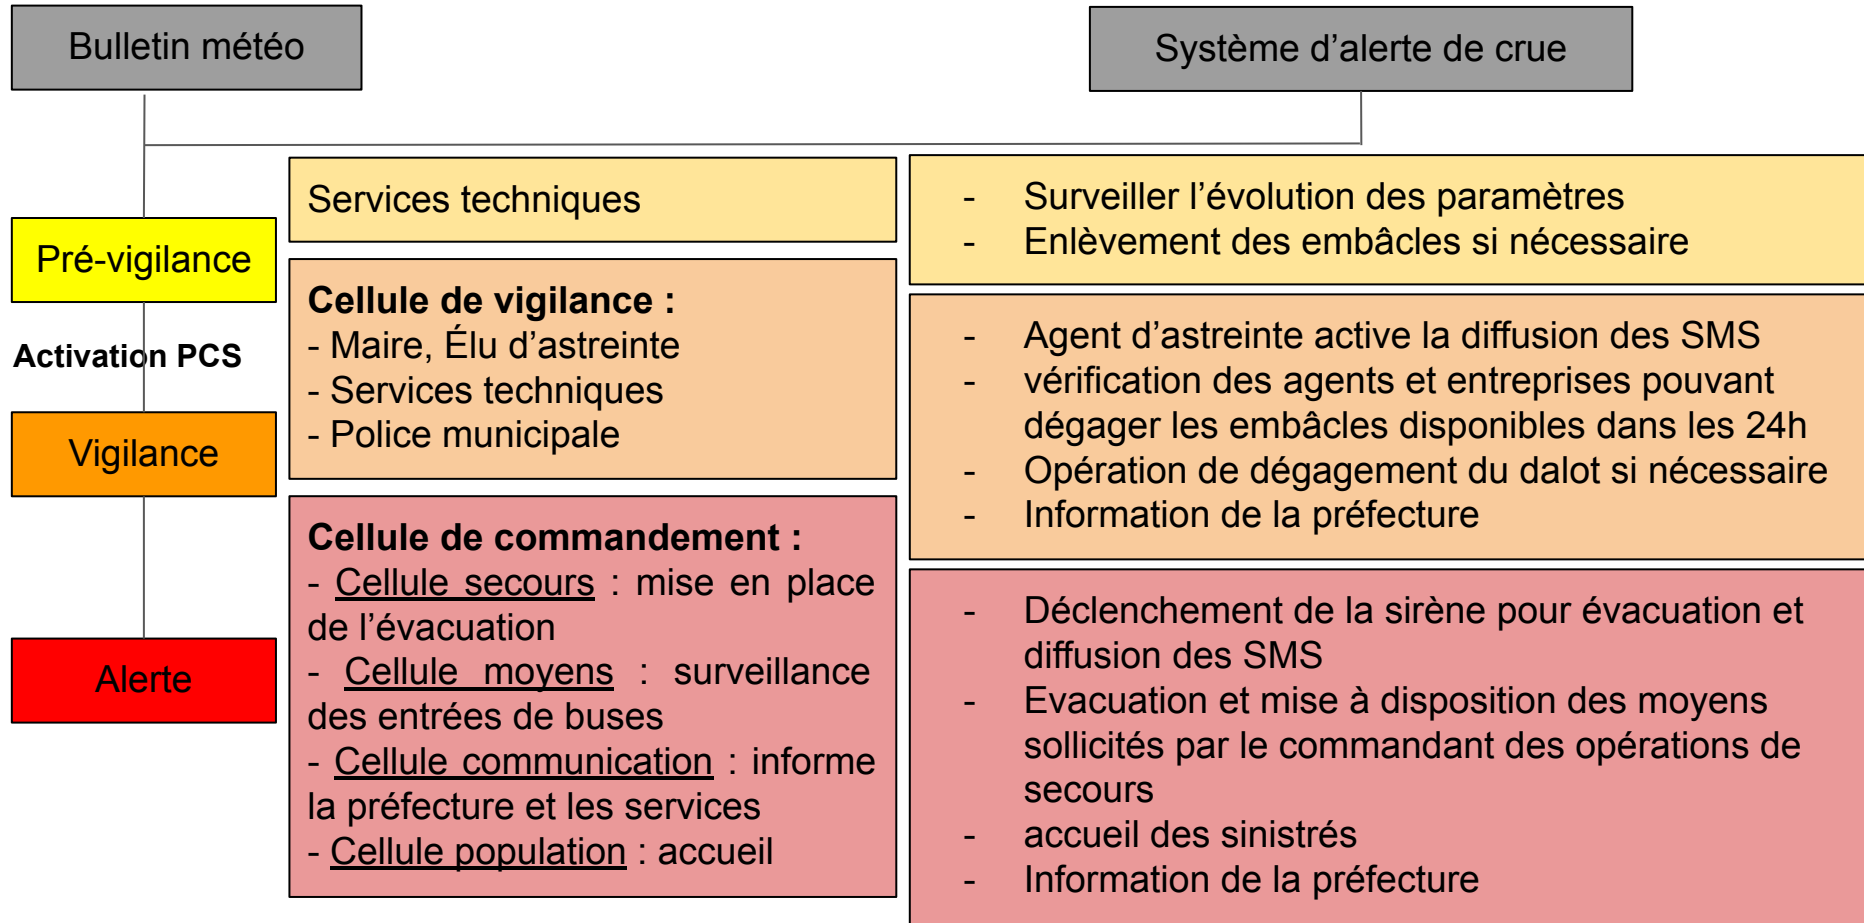 Bulletin météo
Système d’alerte de crue
Pré-vigilance
Activation PCS
Vigilance
Alerte
Services techniques
- Surveiller l’évolution des paramètres
- Enlèvement des embâcles si nécessaire
Cellule de vigilance :
- Maire, Élu d’astreinte
- Services techniques
- Police municipale
- Agent d’astreinte active la diffusion des SMS
- vérification des agents et entreprises pouvant
dégager les embâcles disponibles dans les 24h
- Opération de dégagement du dalot si nécessaire
- Information de la préfecture
Cellule de commandement :
- Cellule secours : mise en place
de l’évacuation
- Cellule moyens : surveillance
des entrées de buses
- Cellule communication : informe
la préfecture et les services
- Cellule population : accueil
- Déclenchement de la sirène pour évacuation et
diffusion des SMS
- Evacuation et mise à disposition des moyens
sollicités par le commandant des opérations de
secours
- accueil des sinistrés
- Information de la préfecture